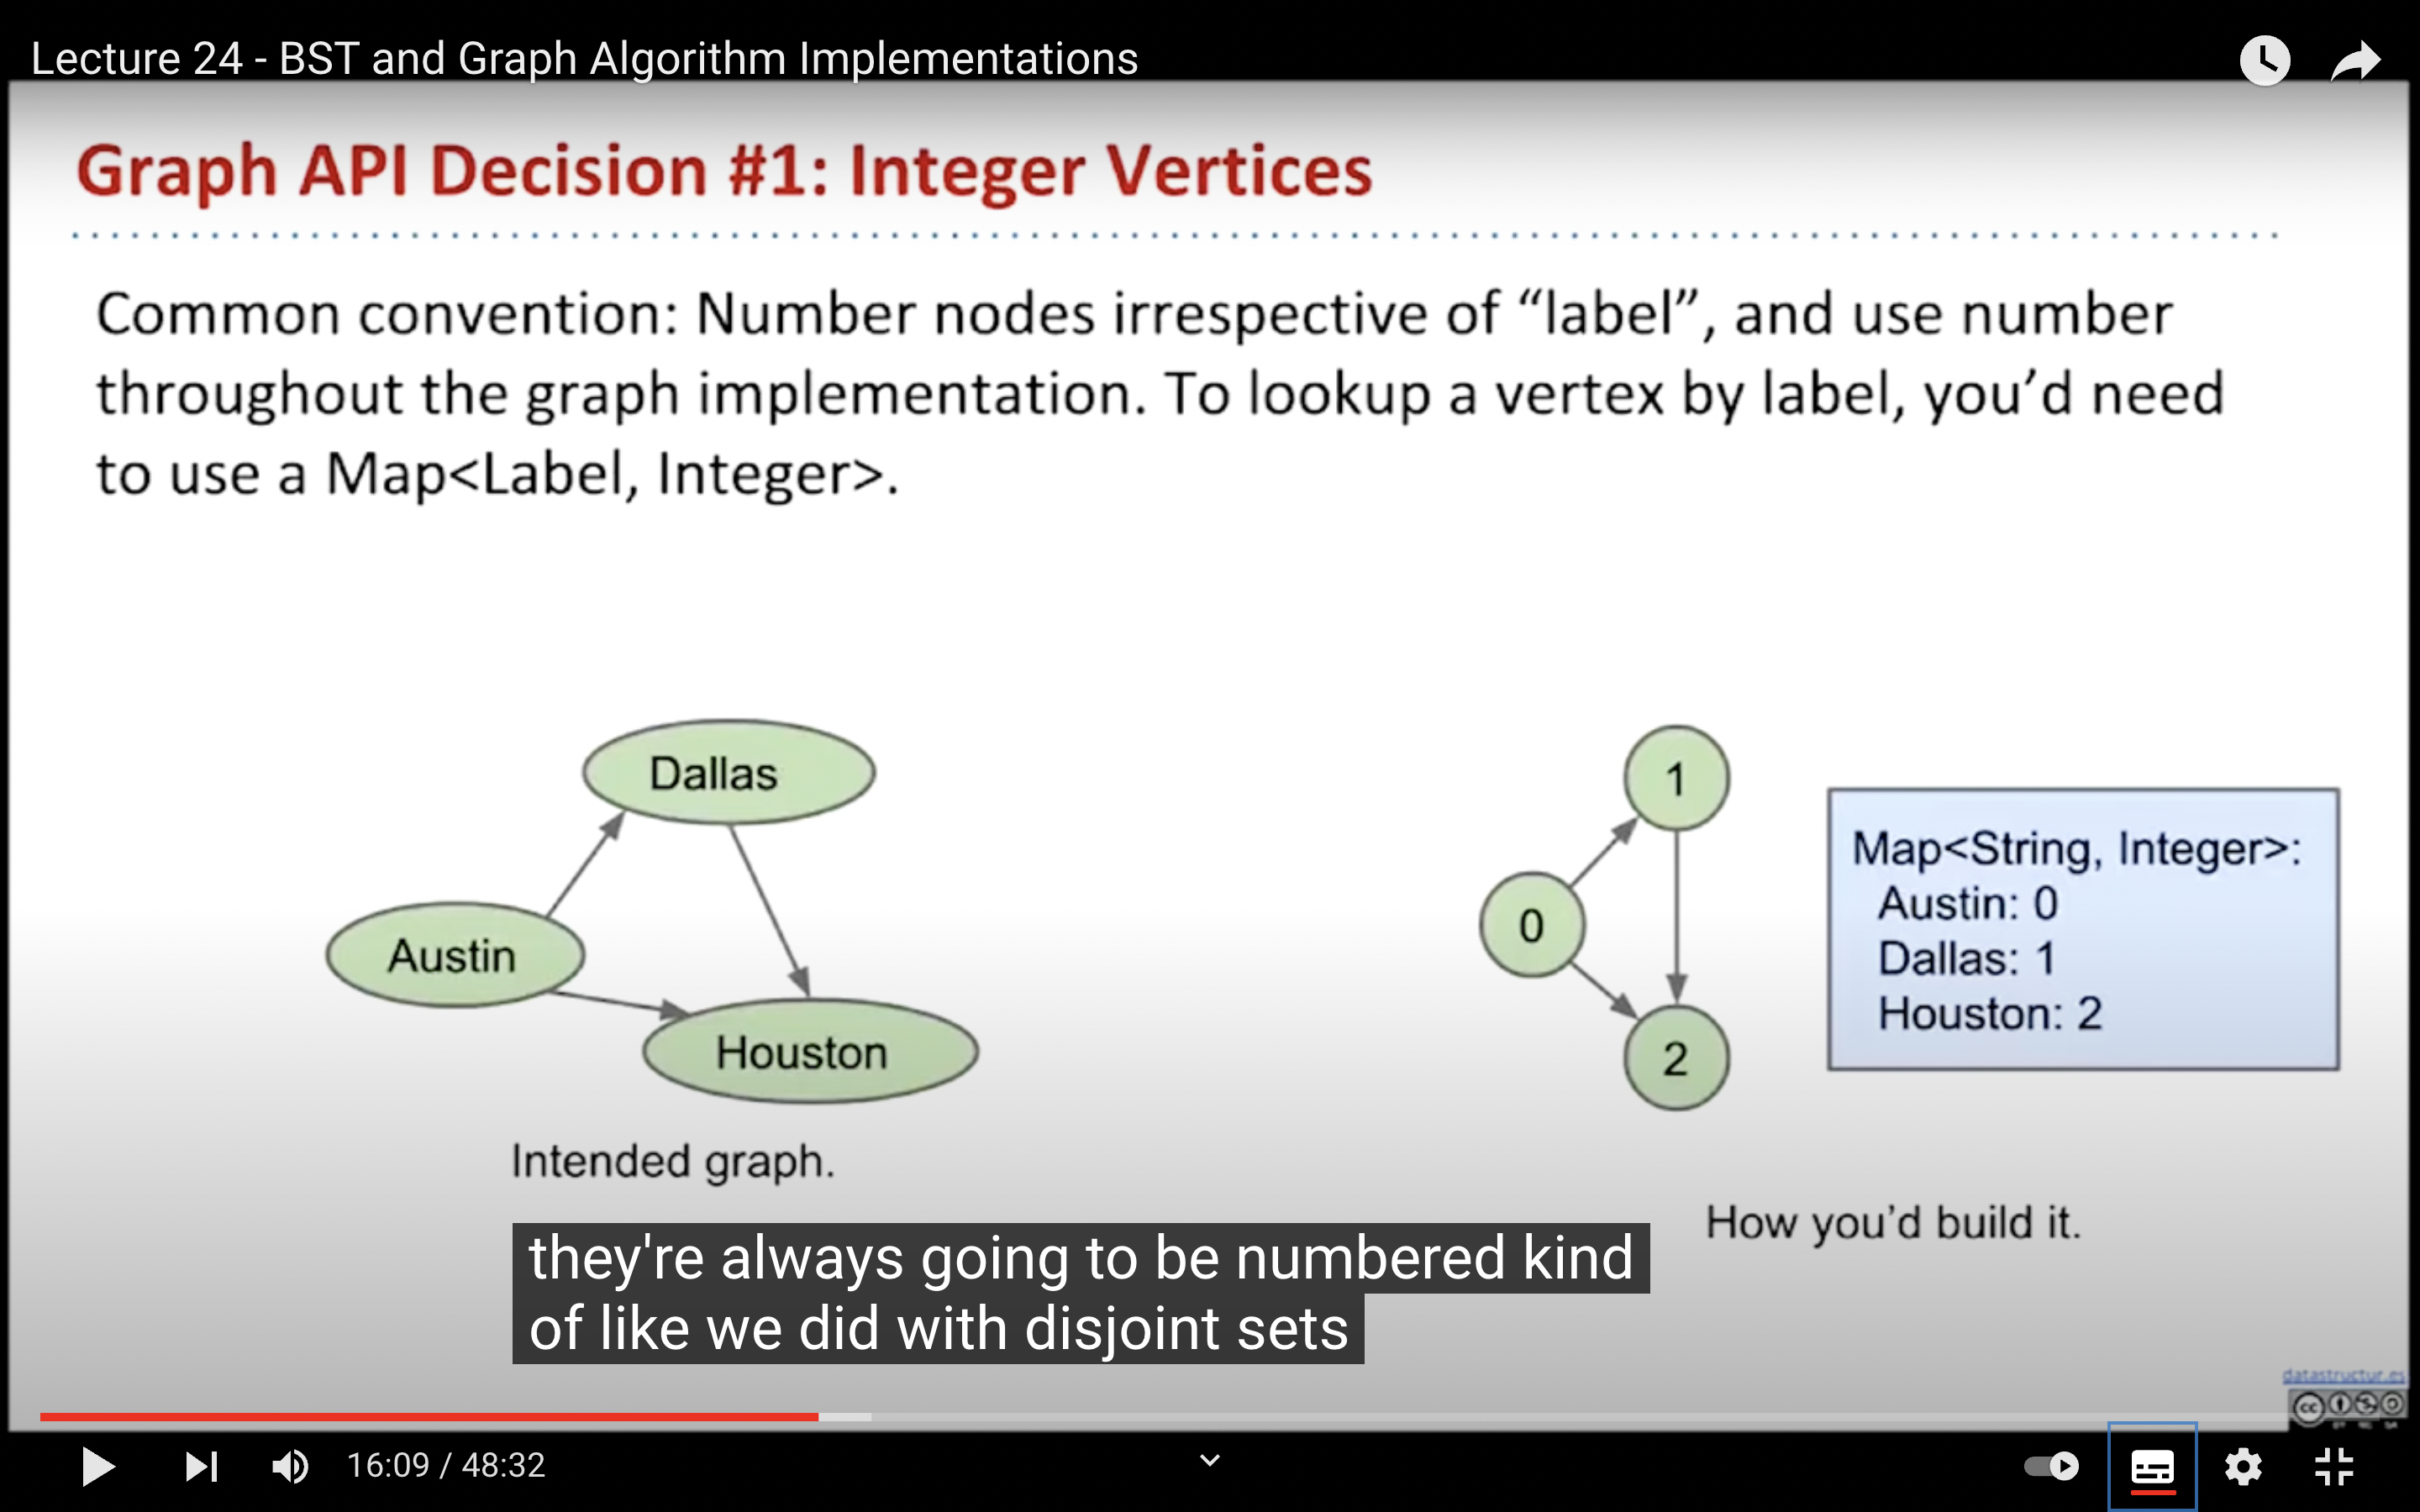 Lecture 24 - BST and Graph Algorithm Implementations
Graph API Decision #1: Integer Vertices
Common convention: Number nodes irrespective of “label”, and use number
throughout the graph implementation. To lookup a vertex by label, you’d need
to use a Map<Label, Integer>.
Dallas
Austin
Houston
Intended graph.
1
0
2
Map<String, Integer>:
Austin: 0
Dallas: 1
Houston: 2
How you’d build it.
they're always going to be numbered kind
of like we did with disjoint sets
datastructur.es
cc
16:09 / 48:32